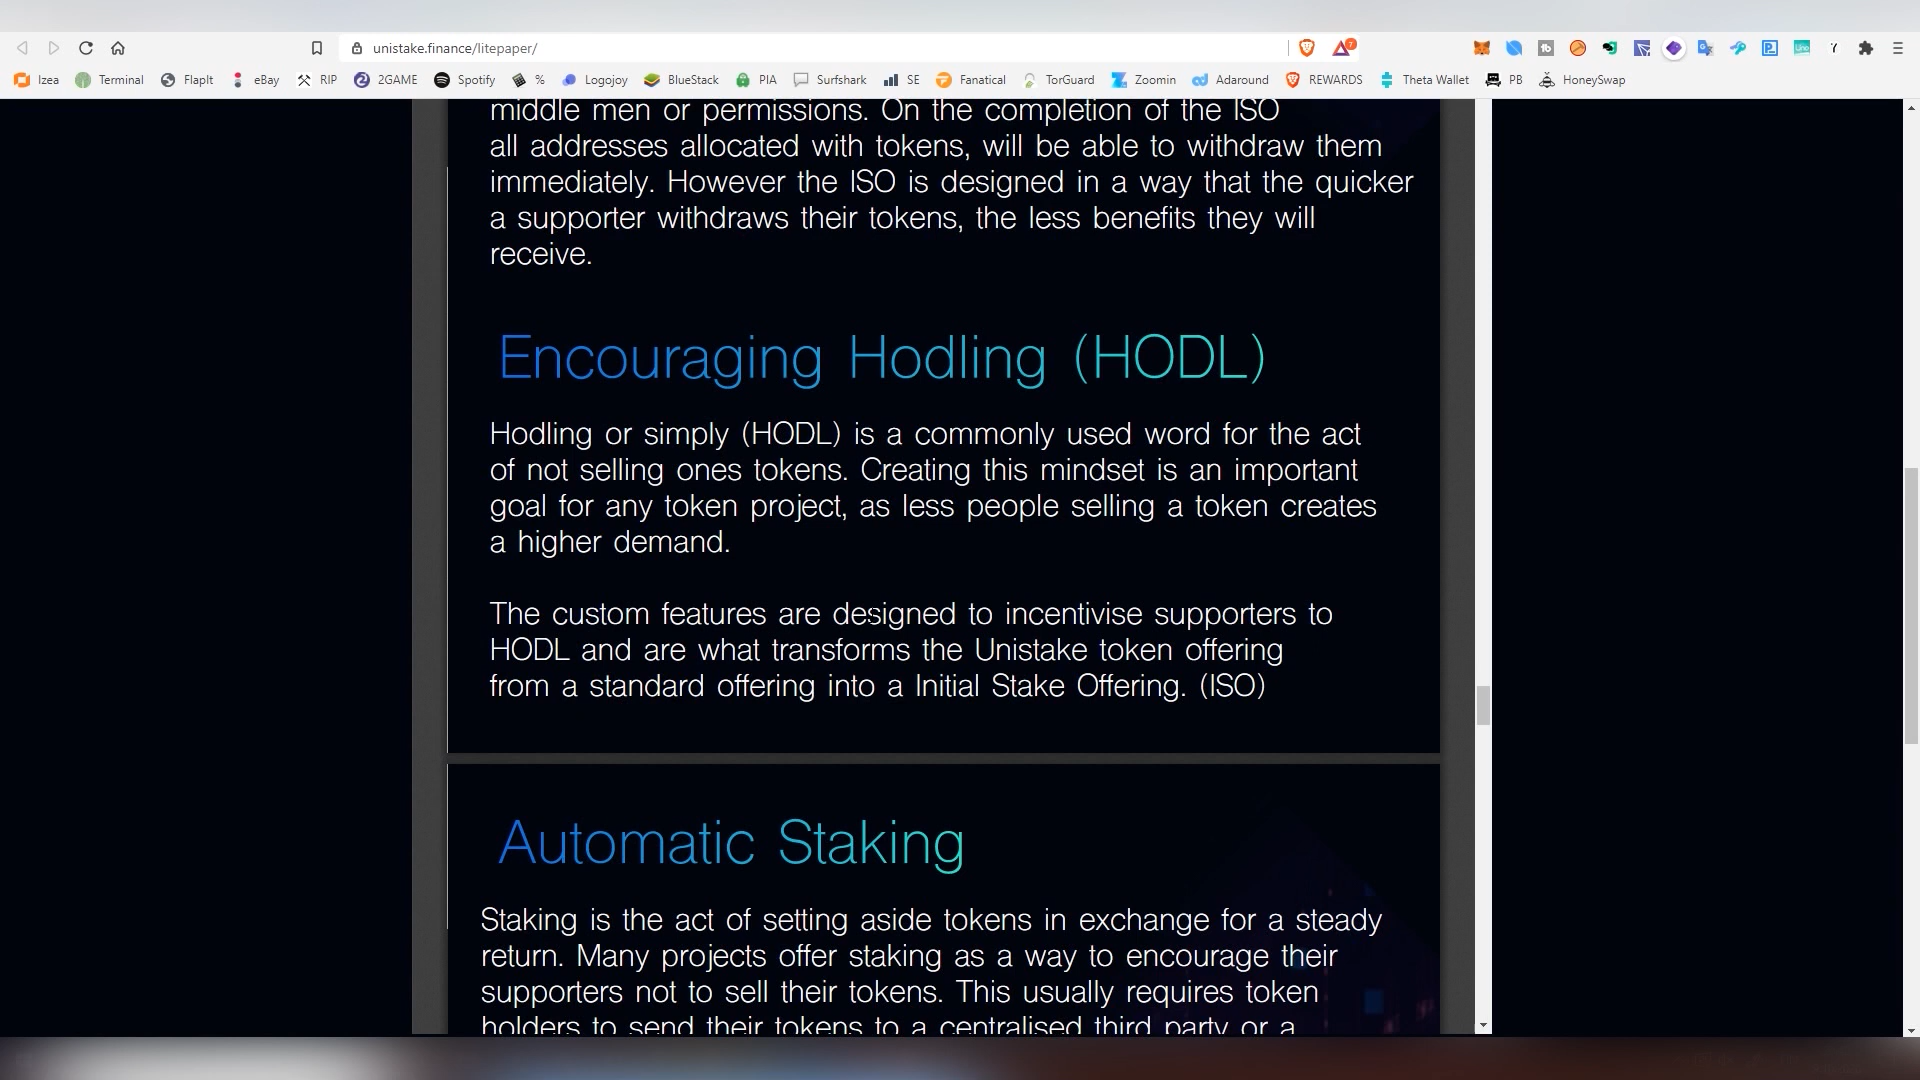 unistake.finance/litepaper/
7
Izea Terminal FlapIt eBay RIP 2GAME Spotify % Logojoy BlueStack PIA Surfshark SE Fanatical TorGuard Zoomin Adaround REWARDS Theta Wallet PB HoneySwap
middle men or permissions. On the completion of the ISO
all addresses allocated with tokens, will be able to withdraw them
immediately. However the ISO is designed in a way that the quicker
a supporter withdraws their tokens, the less benefits they will
receive.
Encouraging Hodling (HODL)
Hodling or simply (HODL) is a commonly used word for the act
of not selling ones tokens. Creating this mindset is an important
goal for any token project, as less people selling a token creates
a higher demand.
The custom features are designed to incentivise supporters to
HODL and are what transforms the Unistake token offering
from a standard offering into a Initial Stake Offering. (ISO)
Automatic Staking
Staking is the act of setting aside tokens in exchange for a steady
return. Many projects offer staking as a way to encourage their
supporters not to sell their tokens. This usually requires token
holders to send their tokens to a centralised third party or a